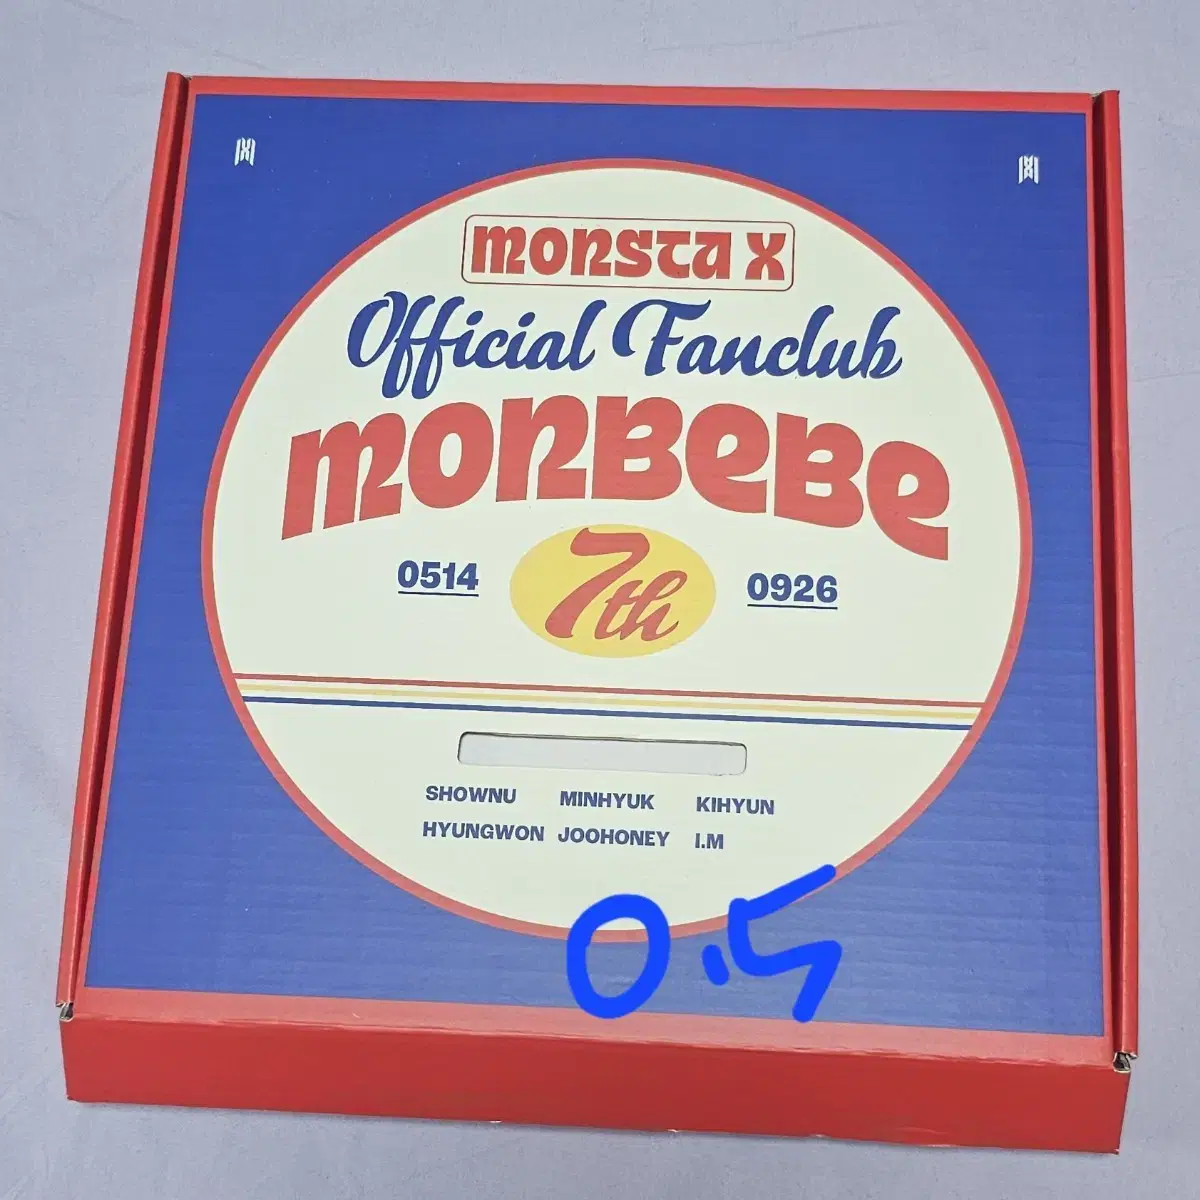 MONSTA X
Official Fanclub
MONBEBE
0514 7th 0926
SHOWNU MINHYUK KIHYUN
HYUNGWON JOOHONEY I.M
0.5